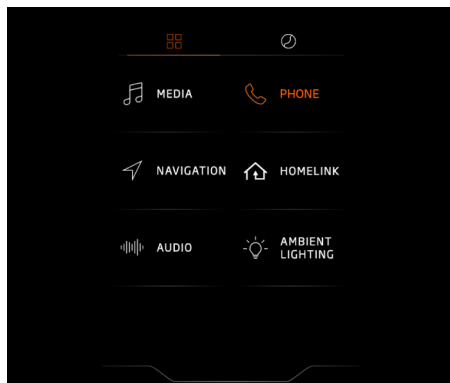 MEDIA
PHONE
NAVIGATION
HOMELINK
AUDIO
AMBIENT
LIGHTING